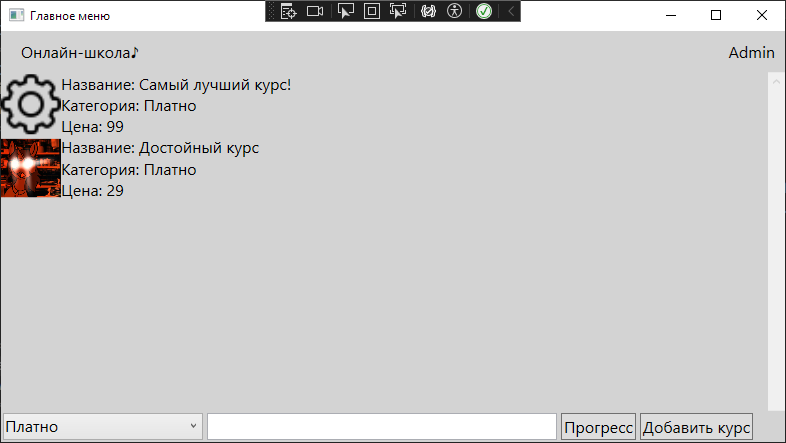 Главное меню
Онлайн-школа♪
Admin
Название: Самый лучший курс!
Категория: Платно
Цена: 99
Название: Достойный курс
Категория: Платно
Цена: 29
Платно
Прогресс
Добавить курс